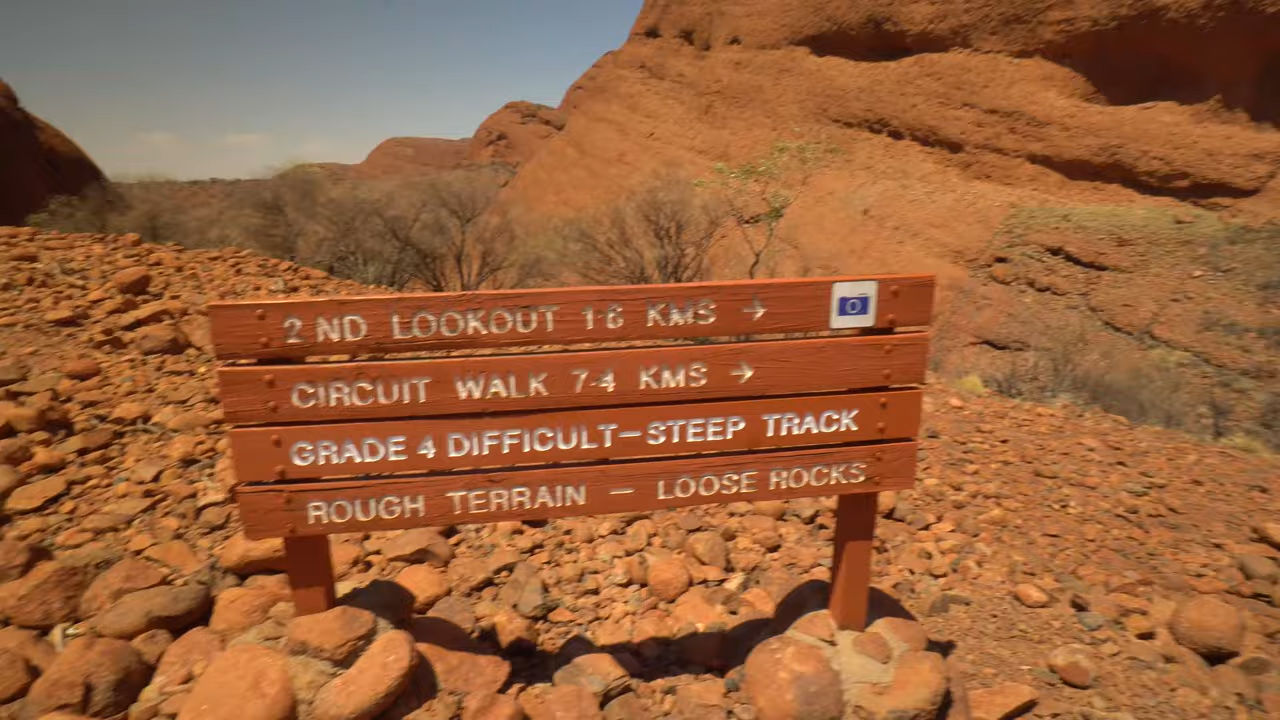 2 ND LOOKOUT 1·6 KMS →
CIRCUIT WALK 7·4 KMS →
GRADE 4 DIFFICULT—STEEP TRACK
ROUGH TERRAIN — LOOSE ROCKS